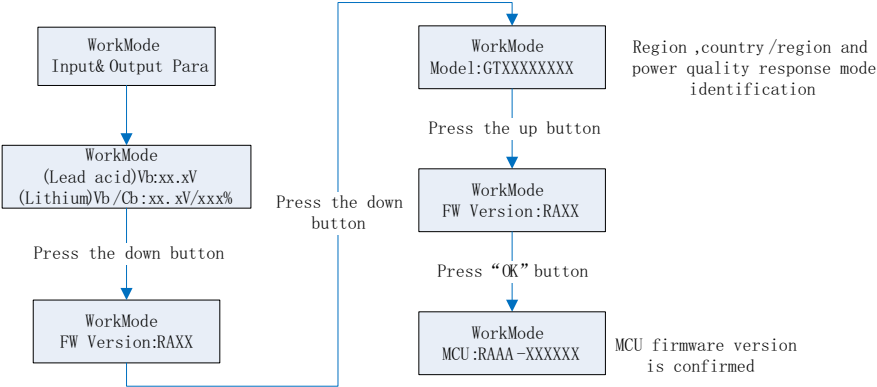 WorkMode
Input& Output Para
WorkMode
(Lead acid)Vb:xx.xV
(Lithium)Vb/Cb:xx.xV/xxx%
Press the down button
WorkMode
FW Version:RAXX
Press the down
button
WorkMode
Model:GTXXXXXXXX
Region ,country/region and
power quality response mode
identification
Press the up button
WorkMode
FW Version:RAXX
Press “OK” button
WorkMode
MCU:RAAA-XXXXXX
MCU firmware version
is confirmed